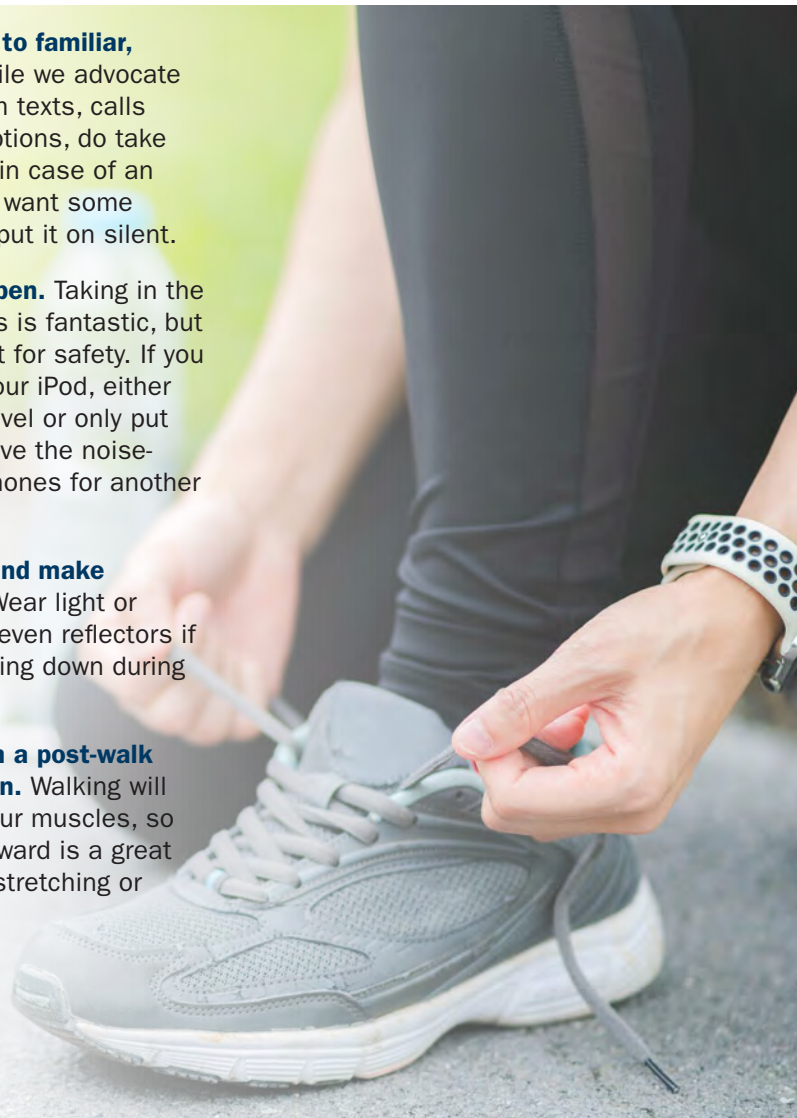 to familiar,
ile we advocate
n texts, calls
ptions, do take
in case of an
want some
put it on silent.
pen. Taking in the
s is fantastic, but
t for safety. If you
our iPod, either
vel or only put
ve the noise-
hones for another
nd make
Wear light or
even reflectors if
ing down during
n a post-walk
n. Walking will
ur muscles, so
ward is a great
stretching or